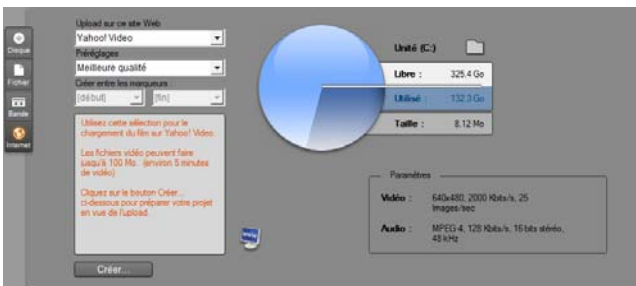 Upload sur ce site Web
Yahoo! Video
Préréglages
Meilleure qualité
Créer entre les marqueurs :
[début]
[fin]
Disque
Fichier
Bande
Internet
Utilisez cette sélection pour le
chargement du film sur Yahoo! Video.
Les fichiers vidéo peuvent faire
jusqu'à 100 Mo. (environ 5 minutes
de vidéo)
Cliquez sur le bouton Créer...
ci-dessous pour préparer votre projet
en vue de l'upload.
Créer...
Unité (C:)
Libre : 325.4 Go
Utilisé : 132.3 Go
Taille : 8.12 Mo
Paramètres
Vidéo : 640x480, 2000 Kbits/s, 25
Images/sec
Audio : MPEG-4, 128 Kbits/s, 16 bits stéréo,
48 kHz